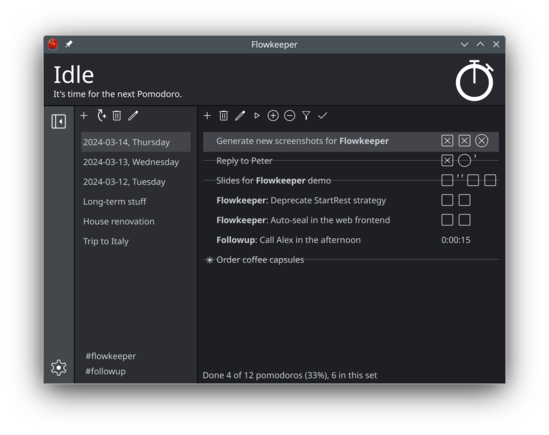 Flowkeeper
Idle
It's time for the next Pomodoro.
2024-03-14, Thursday
2024-03-13, Wednesday
2024-03-12, Tuesday
Long-term stuff
House renovation
Trip to Italy
#flowkeeper
#followup
Generate new screenshots for Flowkeeper
Reply to Peter
Slides for Flowkeeper demo
Flowkeeper: Deprecate StartRest strategy
Flowkeeper: Auto-seal in the web frontend
Followup: Call Alex in the afternoon 0:00:15
Order coffee capsules
Done 4 of 12 pomodoros (33%), 6 in this set